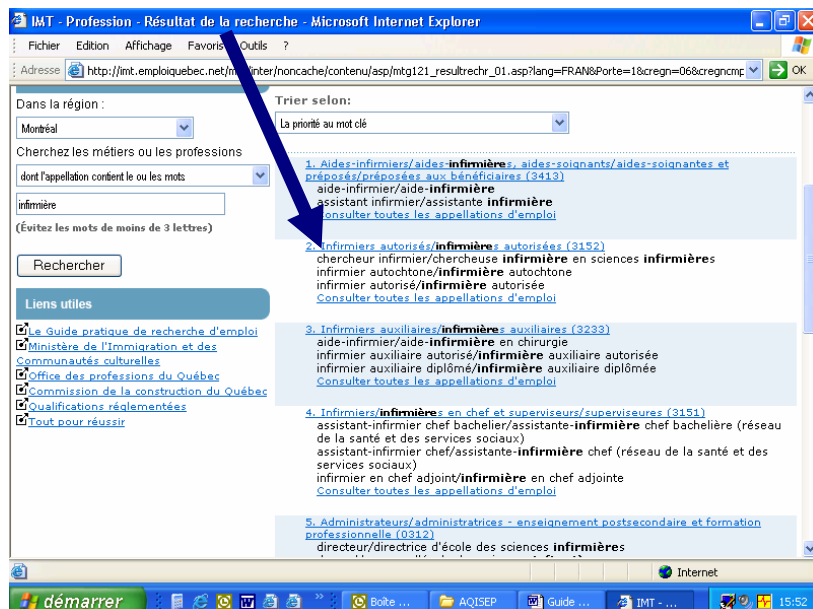 IMT - Profession - Résultat de la recherche - Microsoft Internet Explorer
Fichier Edition Affichage Favoris Outils ?
Adresse http://imt.emploiquebec.net/mtg/inter/noncache/contenu/asp/mtg121_resultrechr_01.asp?lang=FRAN&Porte=1&cregn=06&cregncmp OK
Dans la région :
Montréal
Cherchez les métiers ou les professions
dont l'appellation contient le ou les mots
infirmière
(Évitez les mots de moins de 3 lettres)
Rechercher
Liens utiles
Le Guide pratique de recherche d'emploi
Ministère de l'Immigration et des
Communautés culturelles
Office des professions du Québec
Commission de la construction du Québec
Qualifications réglementées
Tout pour réussir
Trier selon:
La priorité au mot clé
1. Aides-infirmiers/aides-infirmières, aides-soignants/aides-soignantes et
préposés/préposées aux bénéficiaires (3413)
aide-infirmier/aide-infirmière
assistant infirmier/assistante infirmière
Consulter toutes les appellations d'emploi
2. Infirmiers autorisés/infirmières autorisées (3152)
chercheur infirmier/chercheuse infirmière en sciences infirmières
infirmier autochtone/infirmière autochtone
infirmier autorisé/infirmière autorisée
Consulter toutes les appellations d'emploi
3. Infirmiers auxiliaires/infirmières auxiliaires (3233)
aide-infirmier/aide-infirmière en chirurgie
infirmier auxiliaire autorisé/infirmière auxiliaire autorisée
infirmier auxiliaire diplômé/infirmière auxiliaire diplômée
Consulter toutes les appellations d'emploi
4. Infirmiers/infirmières en chef et superviseurs/superviseures (3151)
assistant-infirmier chef bachelier/assistante-infirmière chef bachelière (réseau
de la santé et des services sociaux)
assistant-infirmier chef/assistante-infirmière chef (réseau de la santé et des
services sociaux)
infirmier en chef adjoint/infirmière en chef adjointe
Consulter toutes les appellations d'emploi
5. Administrateurs/administratrices - enseignement postsecondaire et formation
professionnelle (0312)
directeur/directrice d'école des sciences infirmières
Internet
démarrer Boîte ... AQISEP Guide ... IMT - ... 15:52